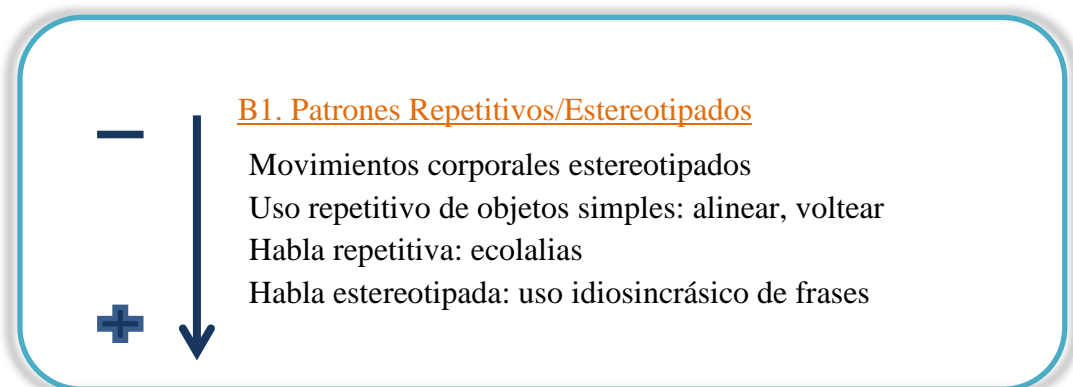 B1. Patrones Repetitivos/Estereotipados
Movimientos corporales estereotipados
Uso repetitivo de objetos simples: alinear, voltear
Habla repetitiva: ecolalias
Habla estereotipada: uso idiosincrásico de frases